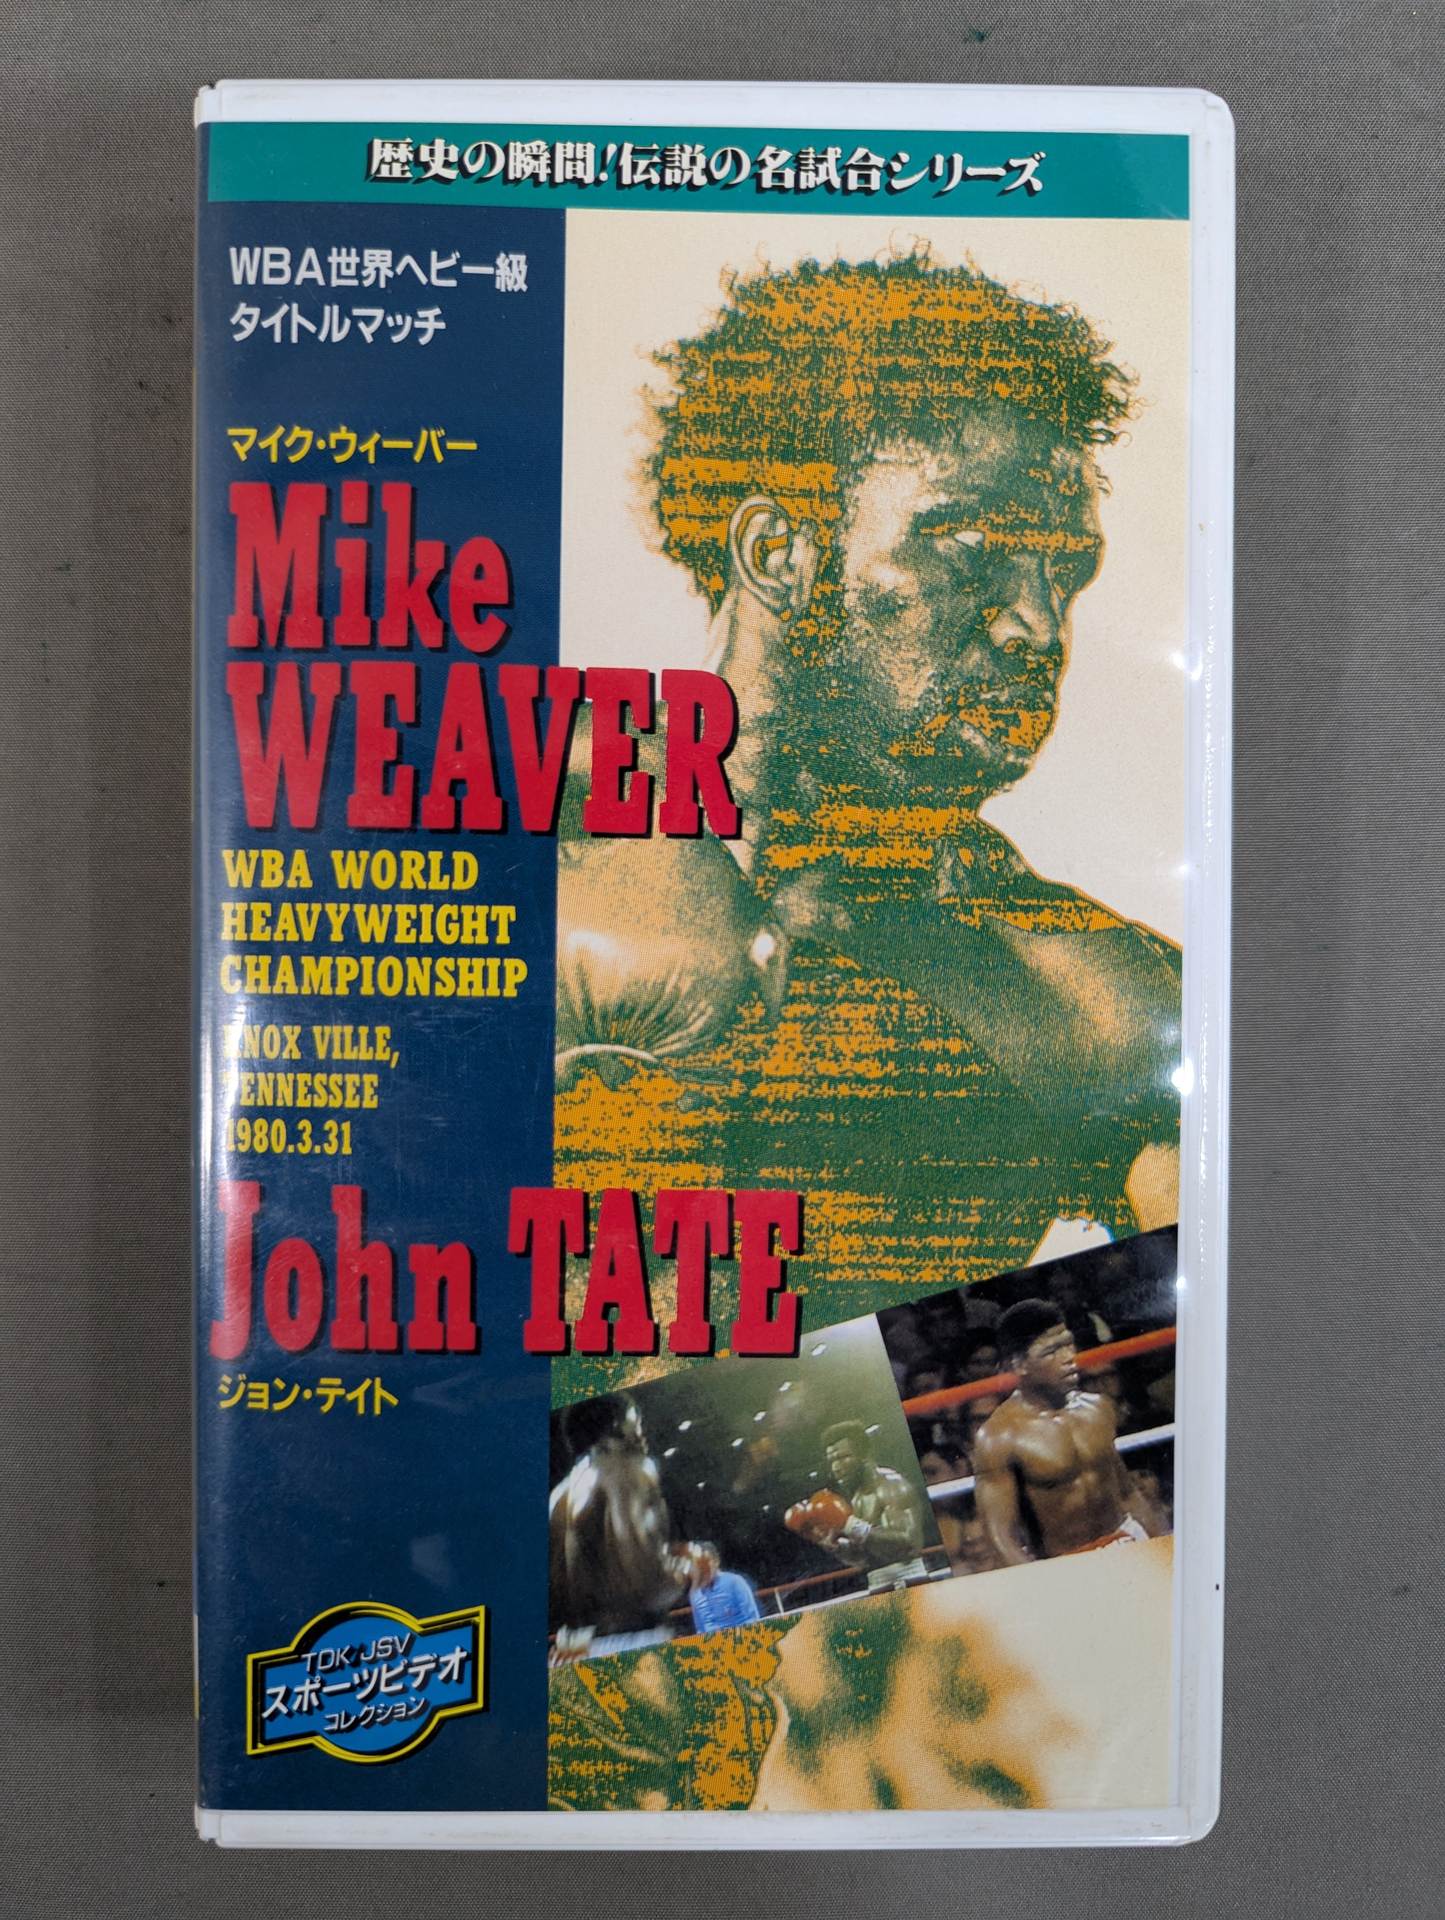 歴史の瞬間!伝説の名試合シリーズ
WBA世界ヘビー級
タイトルマッチ
マイク・ウィーバー
Mike
WEAVER
WBA WORLD
HEAVYWEIGHT
CHAMPIONSHIP
KNOX VILLE,
TENNESSEE
1980.3.31
John TATE
ジョン・テイト
TDK/JSV
スポーツビデオ
コレクション